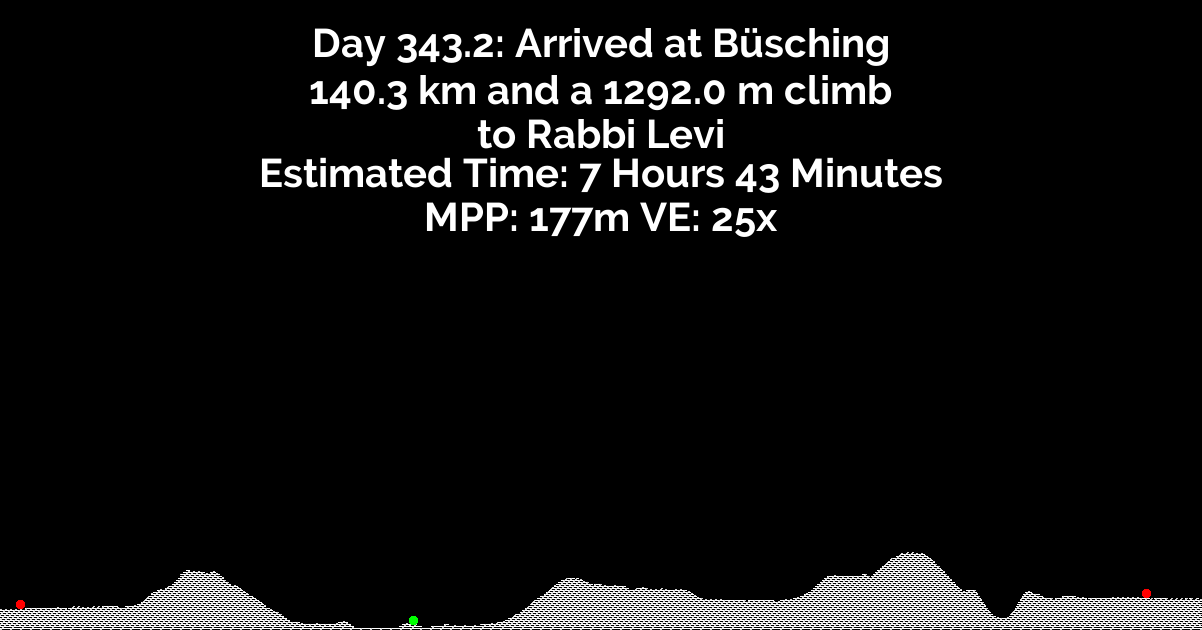 Day 343.2: Arrived at Büsching
140.3 km and a 1292.0 m climb
to Rabbi Levi
Estimated Time: 7 Hours 43 Minutes
MPP: 177m VE: 25x